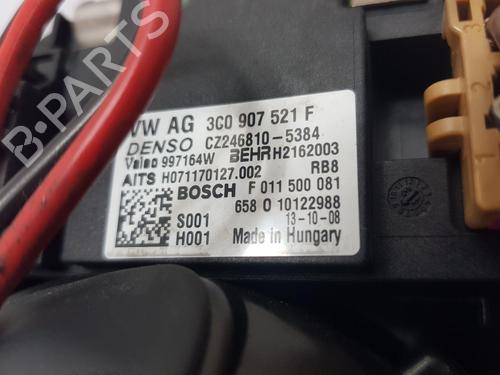 VW AG 3C0 907 521 F
DENSO CZ246810-5384
Valeo 997164W BEHR H2162003
AITS H071170127.002 RB8
BOSCH F 011 500 081
658 0 10122988
S001 13-10-08
H001 Made in Hungary
B-PARTS